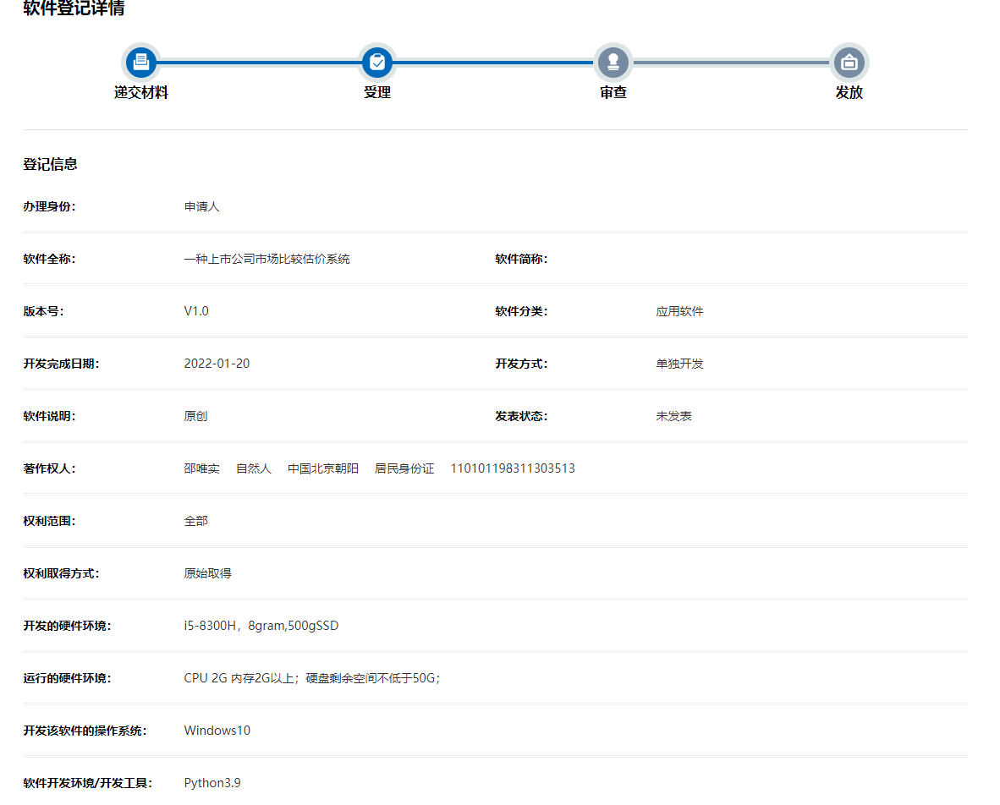 软件登记详情
递交材料 受理 审查 发放
登记信息
办理身份： 申请人
软件全称： 一种上市公司市场比较估价系统 软件简称：
版本号： V1.0 软件分类： 应用软件
开发完成日期： 2022-01-20 开发方式： 单独开发
软件说明： 原创 发表状态： 未发表
著作权人： 邵唯实 自然人 中国北京朝阳 居民身份证 110101198311303513
权利范围： 全部
权利取得方式： 原始取得
开发的硬件环境： i5-8300H，8gram,500gSSD
运行的硬件环境： CPU 2G 内存2G以上；硬盘剩余空间不低于50G；
开发该软件的操作系统： Windows10
软件开发环境/开发工具： Python3.9